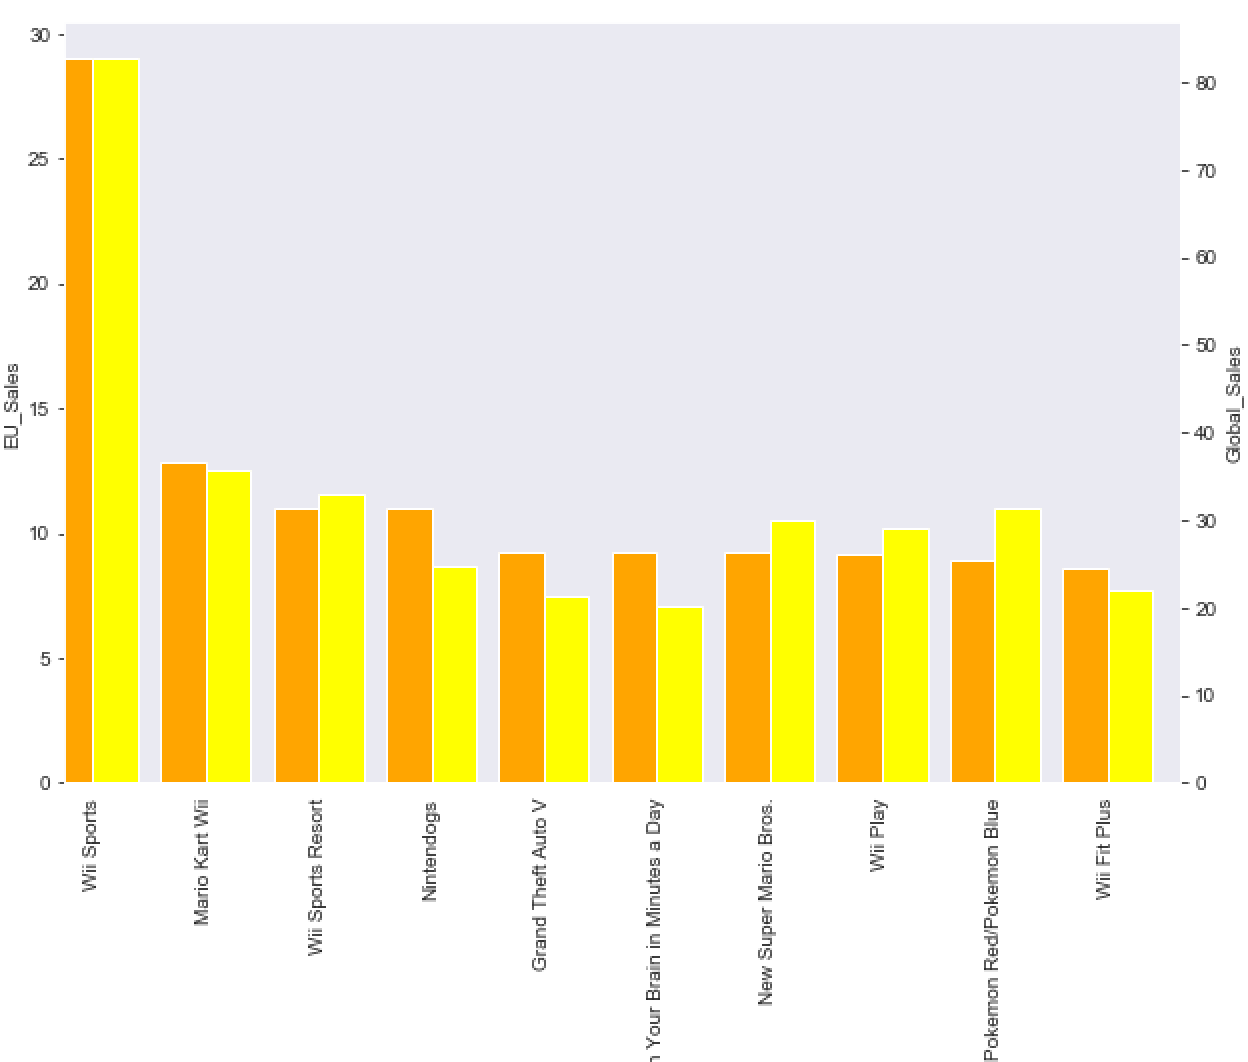 30
25
20
15
10
5
0
EU_Sales
80
70
60
50
40
30
20
10
0
Global_Sales
Wii Sports
Mario Kart Wii
Wii Sports Resort
Nintendogs
Grand Theft Auto V
Your Brain in Minutes a Day
New Super Mario Bros.
Wii Play
Pokemon Red/Pokemon Blue
Wii Fit Plus